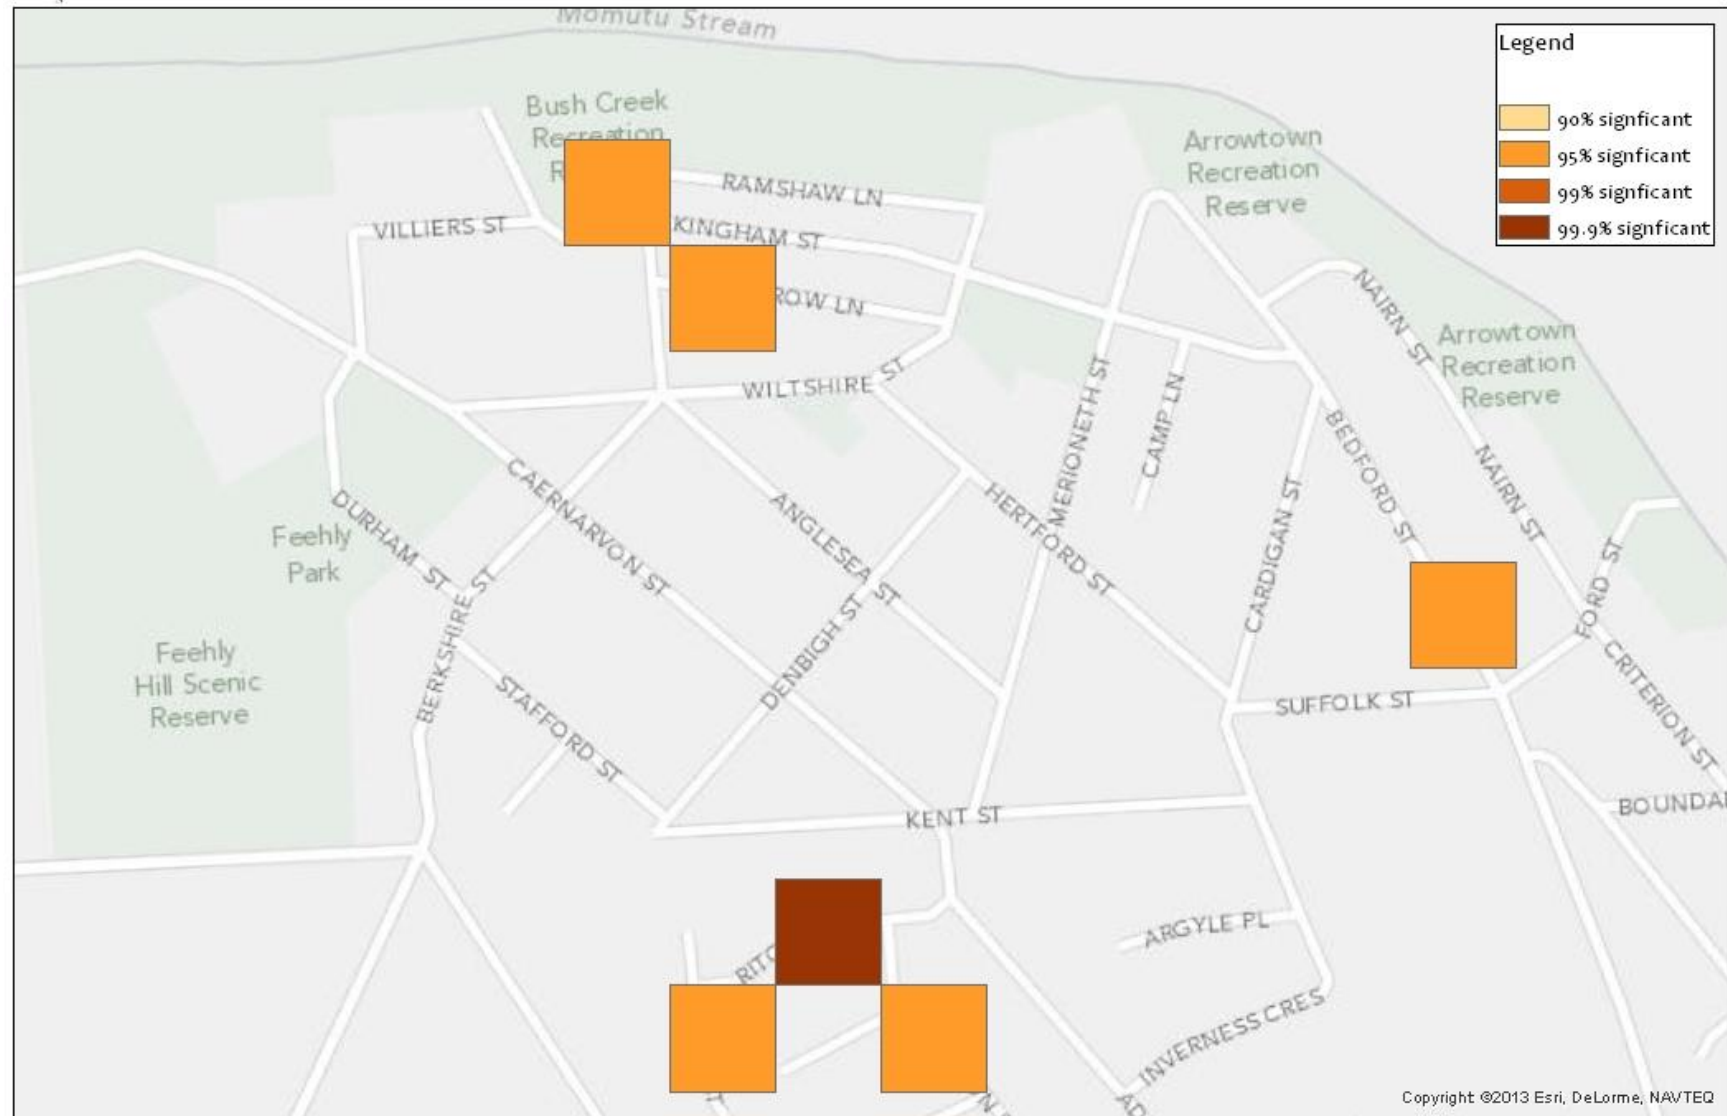 Momutu Stream
Legend
90% signficant
95% signficant
99% signficant
99.9% signficant
Bush Creek
Recreation
Arrowtown
Recreation
Reserve
RAMSHAW LN
VILLIERS ST
KINGHAM ST
ROW LN
NAIRN ST
Arrowtown
Recreation
Reserve
WILTSHIRE ST
MERIONETH ST
CAMP LN
BEDFORD ST
NAIRN ST
CAERNARVON ST
ANGLESEA ST
HERTFORD ST
CARDIGAN ST
DURHAM ST
Feehly
Park
FORD ST
BERKSHIRE ST
DENBIGH ST
Feehly
Hill Scenic
Reserve
CRITERION ST
STAFFORD ST
SUFFOLK ST
KENT ST
BOUNDA
ARGYLE PL
RITC
INVERNESS CRES
AD
Copyright ©2013 Esri, DeLorme, NAVTEQ